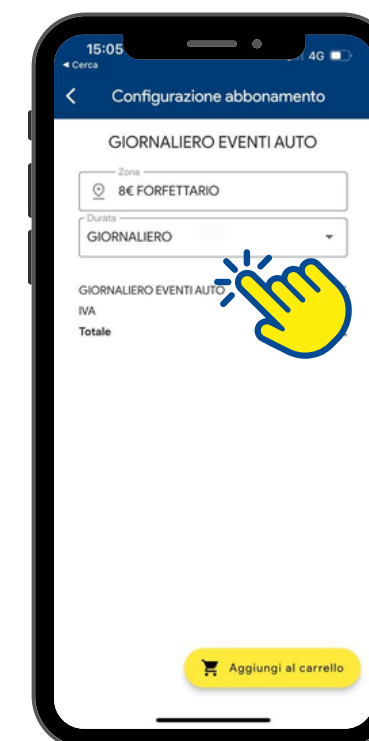 15:05
4G
◄ Cerca
Configurazione abbonamento
GIORNALIERO EVENTI AUTO
Zona
8€ FORFETTARIO
Durata
GIORNALIERO
GIORNALIERO EVENTI AUTO
IVA
Totale
Aggiungi al carrello